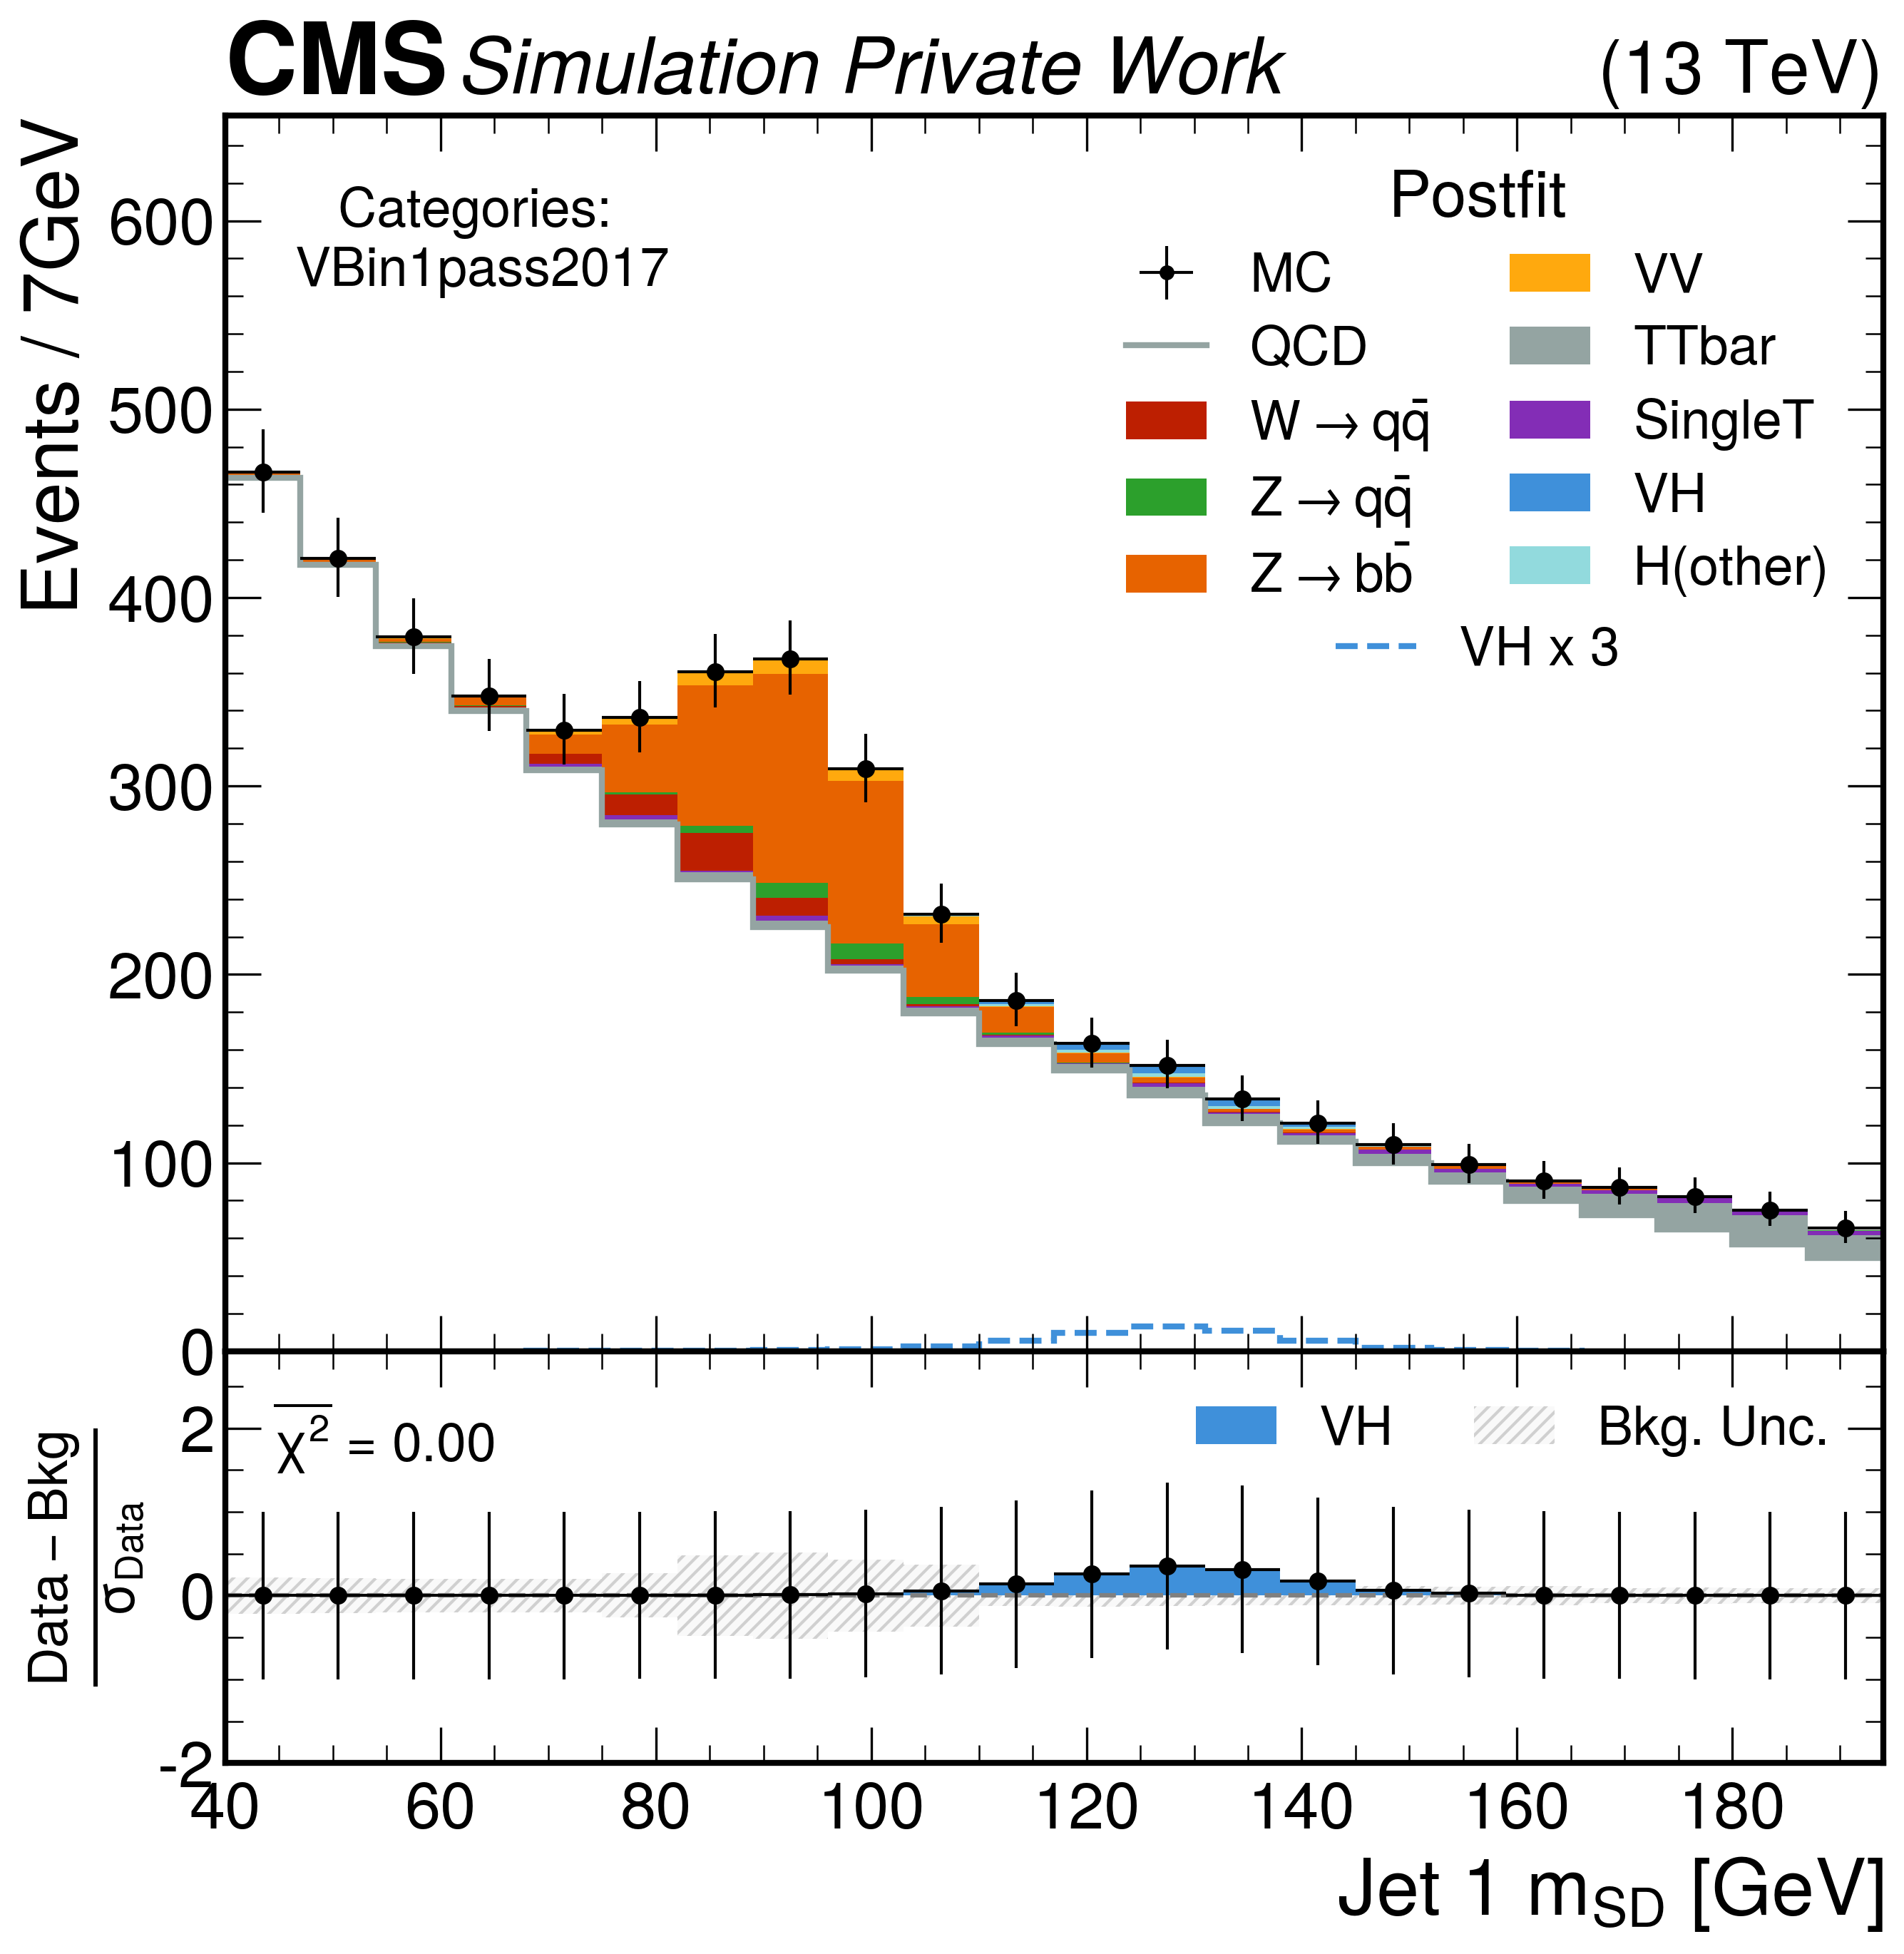 CMS Simulation Private Work (13 TeV)
Events / 7GeV
600
500
400
300
200
100
0
Categories:
VBin1pass2017
Postfit
MC
QCD
W → qq̄
Z → qq̄
Z → bb̄
VV
TTbar
SingleT
VH
H(other)
VH x 3
Data – Bkg
σData
2
0
-2
χ² = 0.00
VH
Bkg. Unc.
40 60 80 100 120 140 160 180
Jet 1 mSD [GeV]